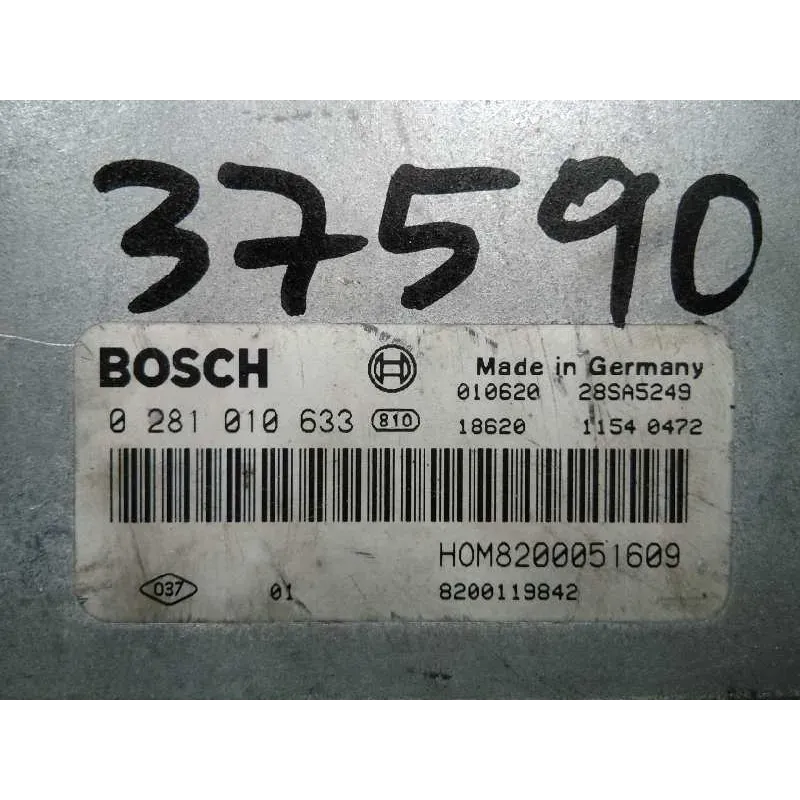 37590
BOSCH
Made in Germany
010620 28SA5249
0 281 010 633 810 18620 1154 0472
HOM8200051609
037 01 8200119842